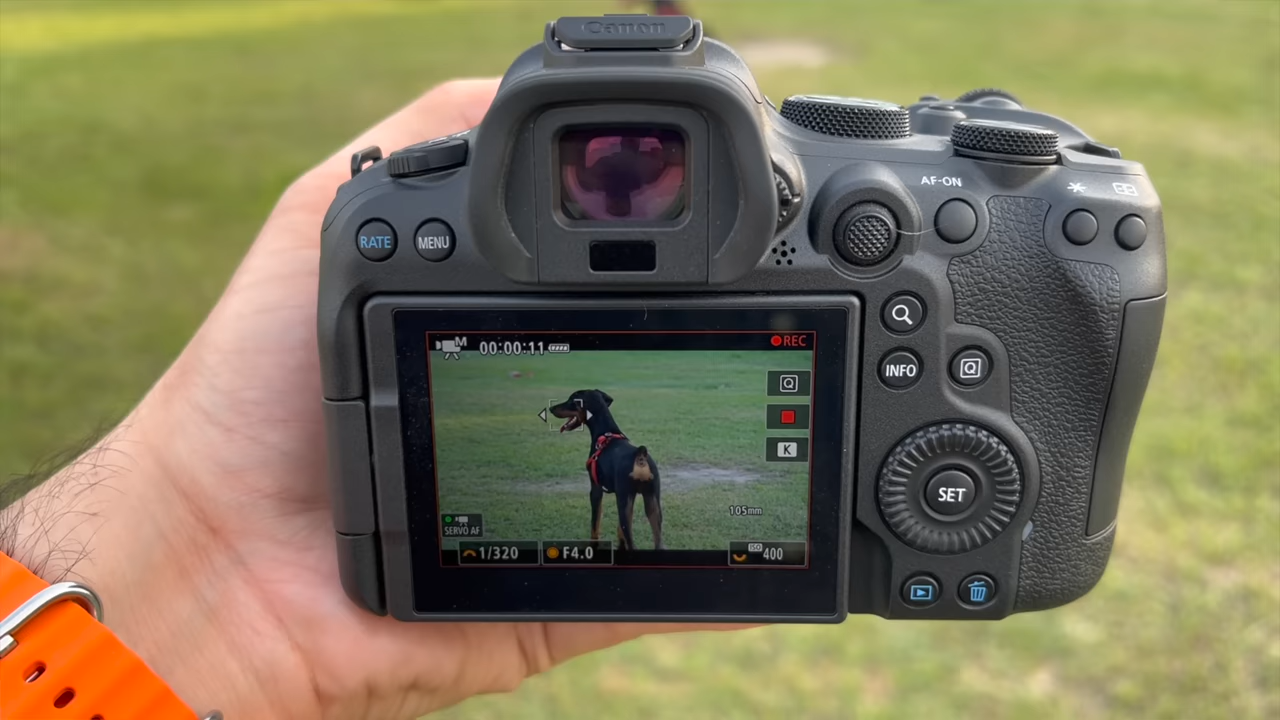 Canon
AF-ON
RATE
MENU
M
00:00:11
REC
Q
INFO
Q
K
SET
105mm
SERVO AF
1/320
F4.0
ISO
400